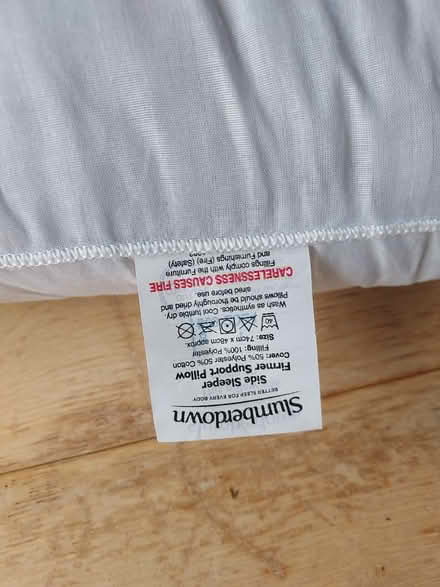 Slumberdown
BETTER SLEEP FOR EVERY BODY
Side Sleeper
Firmer Support Pillow
Cover: 50% Polyester 50% Cotton
Filling: 100% Polyester
Size: 74cm x 48cm approx.
40
Wash as synthetics. Cool tumble dry.
Pillows should be thoroughly dried and
aired before use.
CARELESSNESS CAUSES FIRE
Filling comply with the Furniture
and Furnishings (Fire) (Safety)